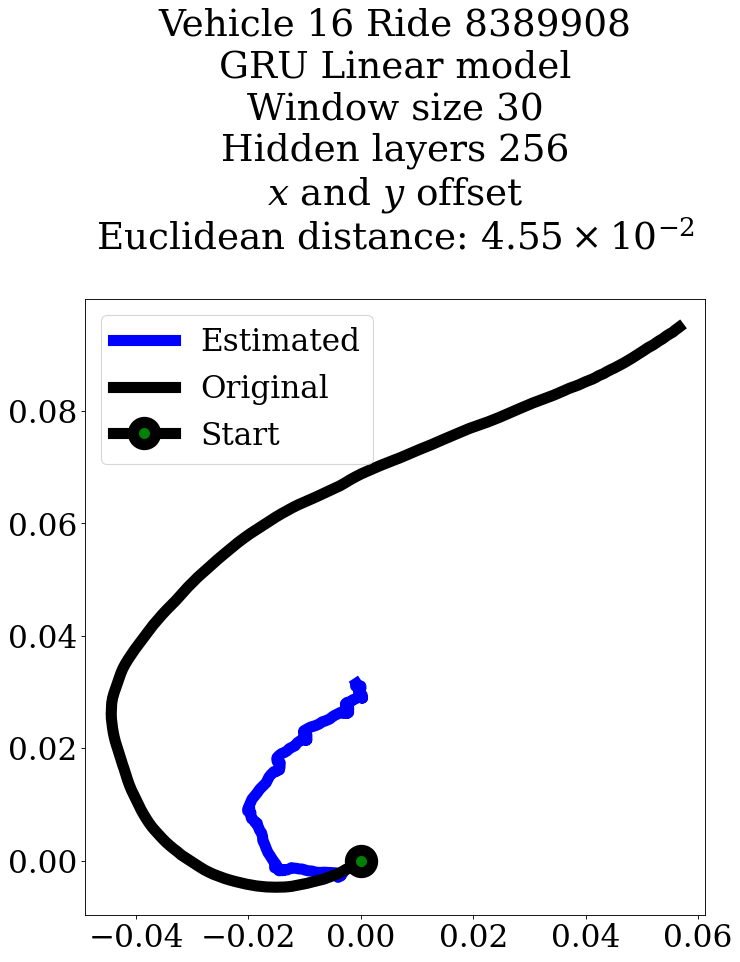 Vehicle 16 Ride 8389908
GRU Linear model
Window size 30
Hidden layers 256
x and y offset
Euclidean distance: 4.55 × 10⁻²
Estimated
Original
Start
0.08
0.06
0.04
0.02
0.00
−0.04 −0.02 0.00 0.02 0.04 0.06